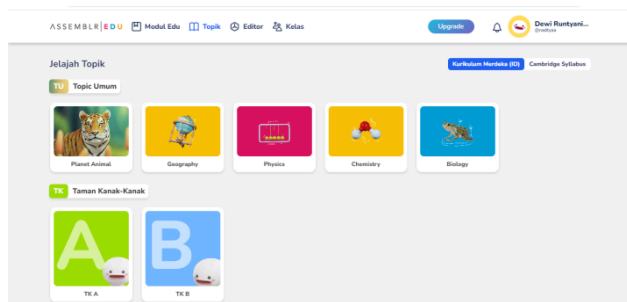 ASSEMBLR EDU Modul Edu Topik Editor Kelas Upgrade Dewi Runtyani...
Jelajah Topik Kurikulum Merdeka (ID) Cambridge Syllabus
TU Topic Umum
Planet Animal Geography Physics Chemistry Biology
TK Taman Kanak-Kanak
A B
TK A TK B